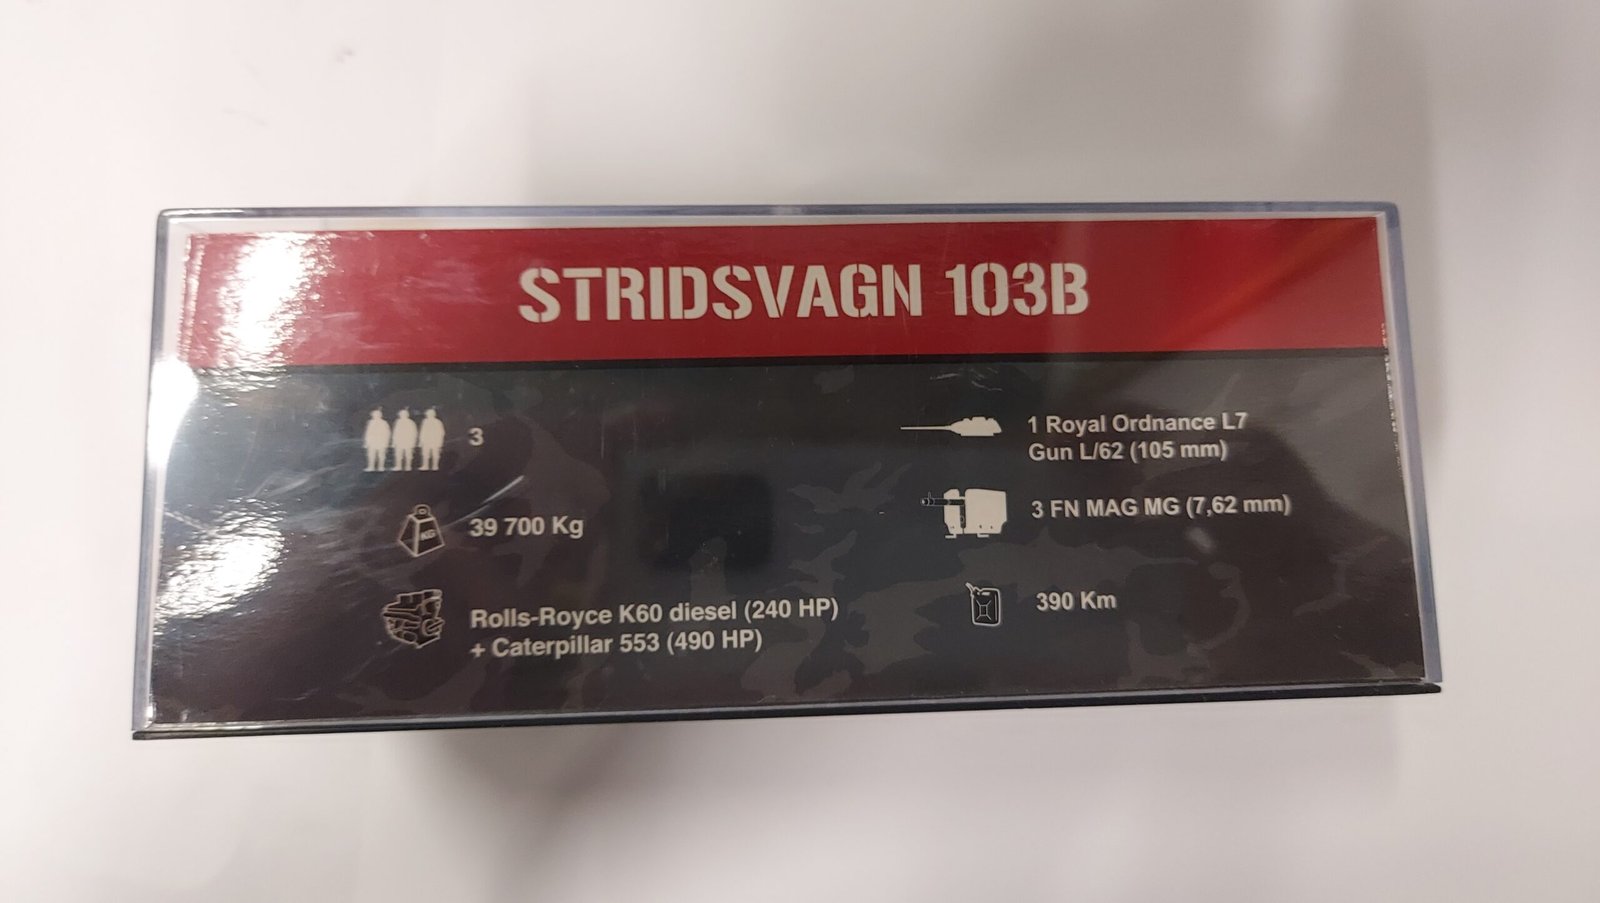 STRIDSVAGN 103B
3
39 700 Kg
Rolls-Royce K60 diesel (240 HP)
+ Caterpillar 553 (490 HP)
1 Royal Ordnance L7
Gun L/62 (105 mm)
3 FN MAG MG (7,62 mm)
390 Km
KG